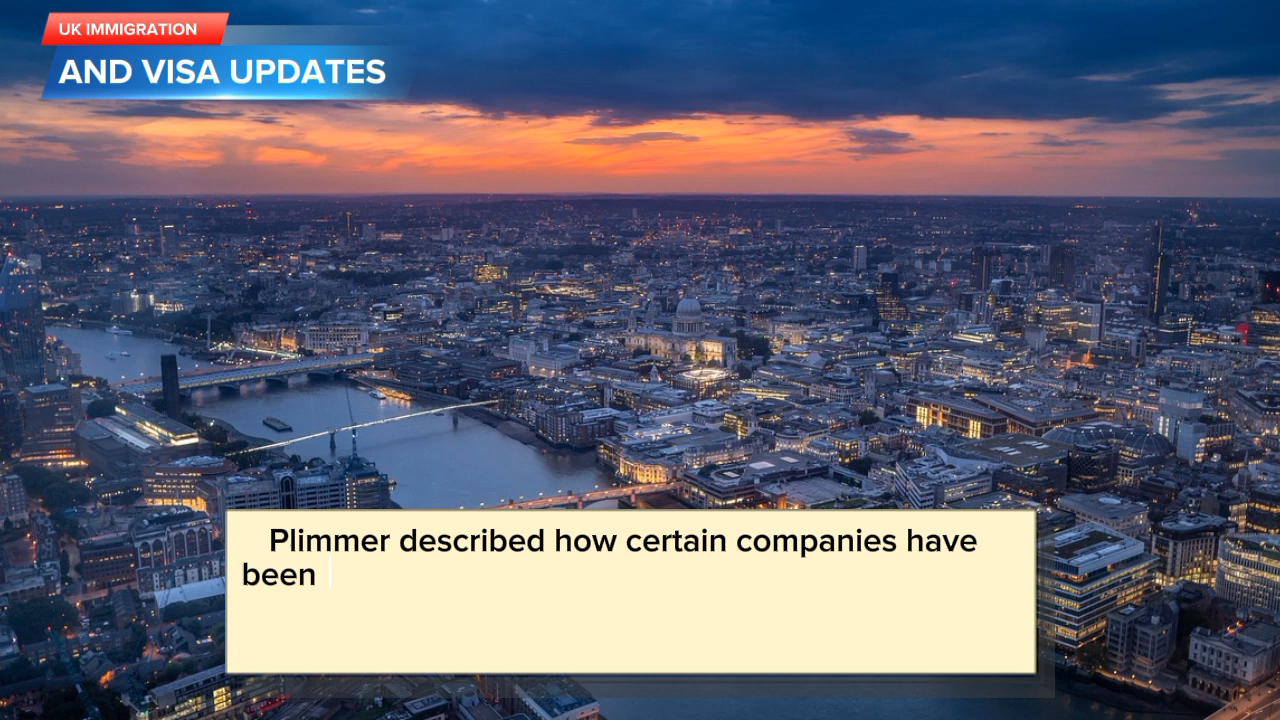 UK IMMIGRATION
AND VISA UPDATES
Plimmer described how certain companies have
been